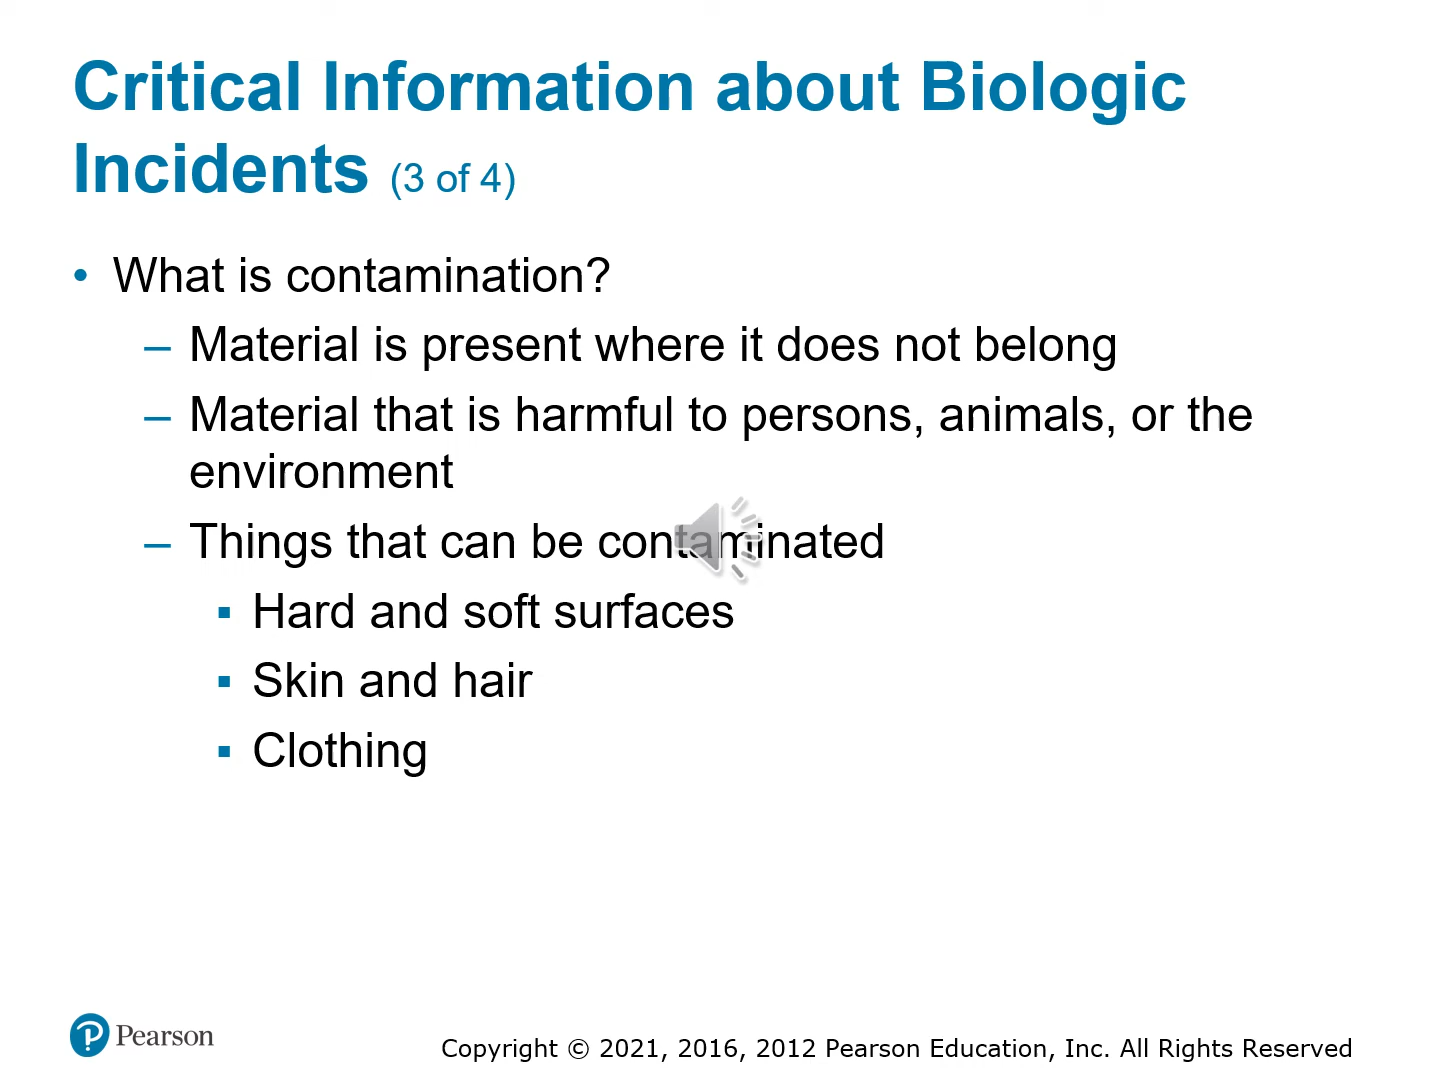 Critical Information about Biologic
Incidents (3 of 4)
• What is contamination?
– Material is present where it does not belong
– Material that is harmful to persons, animals, or the
environment
– Things that can be contaminated
▪ Hard and soft surfaces
▪ Skin and hair
▪ Clothing
Pearson
Copyright © 2021, 2016, 2012 Pearson Education, Inc. All Rights Reserved